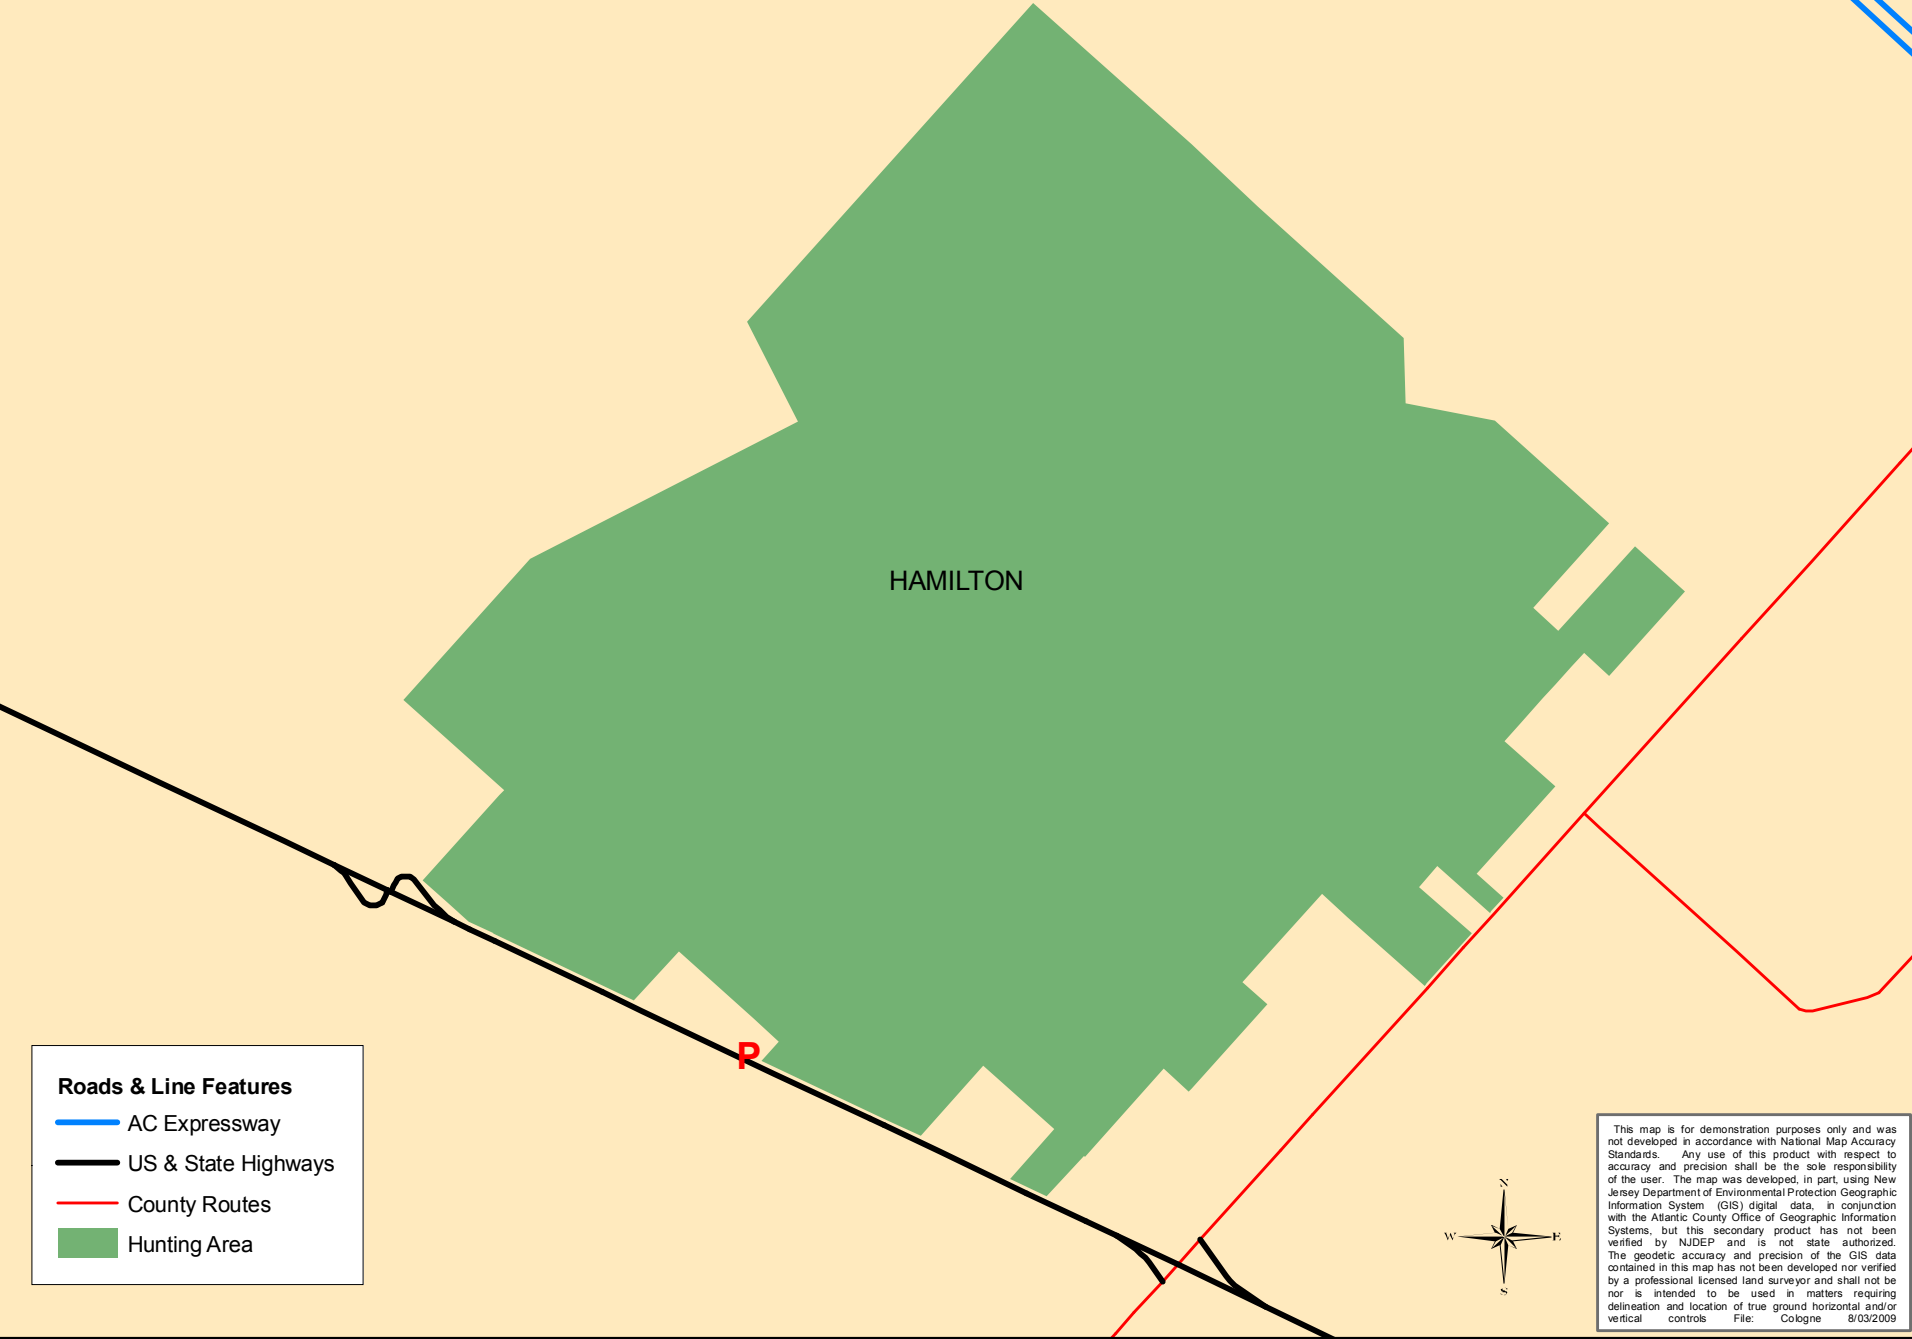 HAMILTON
P
Roads & Line Features
AC Expressway
US & State Highways
County Routes
Hunting Area
N
W E
S
This map is for demonstration purposes only and was
not developed in accordance with National Map Accuracy
Standards. Any use of this product with respect to
accuracy and precision shall be the sole responsibility
of the user. The map was developed, in part, using New
Jersey Department of Environmental Protection Geographic
Information System (GIS) digital data, in conjunction
with the Atlantic County Office of Geographic Information
Systems, but this secondary product has not been
verified by NJDEP and is not state authorized.
The geodetic accuracy and precision of the GIS data
contained in this map has not been developed nor verified
by a professional licensed land surveyor and shall not be
nor is intended to be used in matters requiring
delineation and location of true ground horizontal and/or
vertical controls File: Cologne 8/03/2009